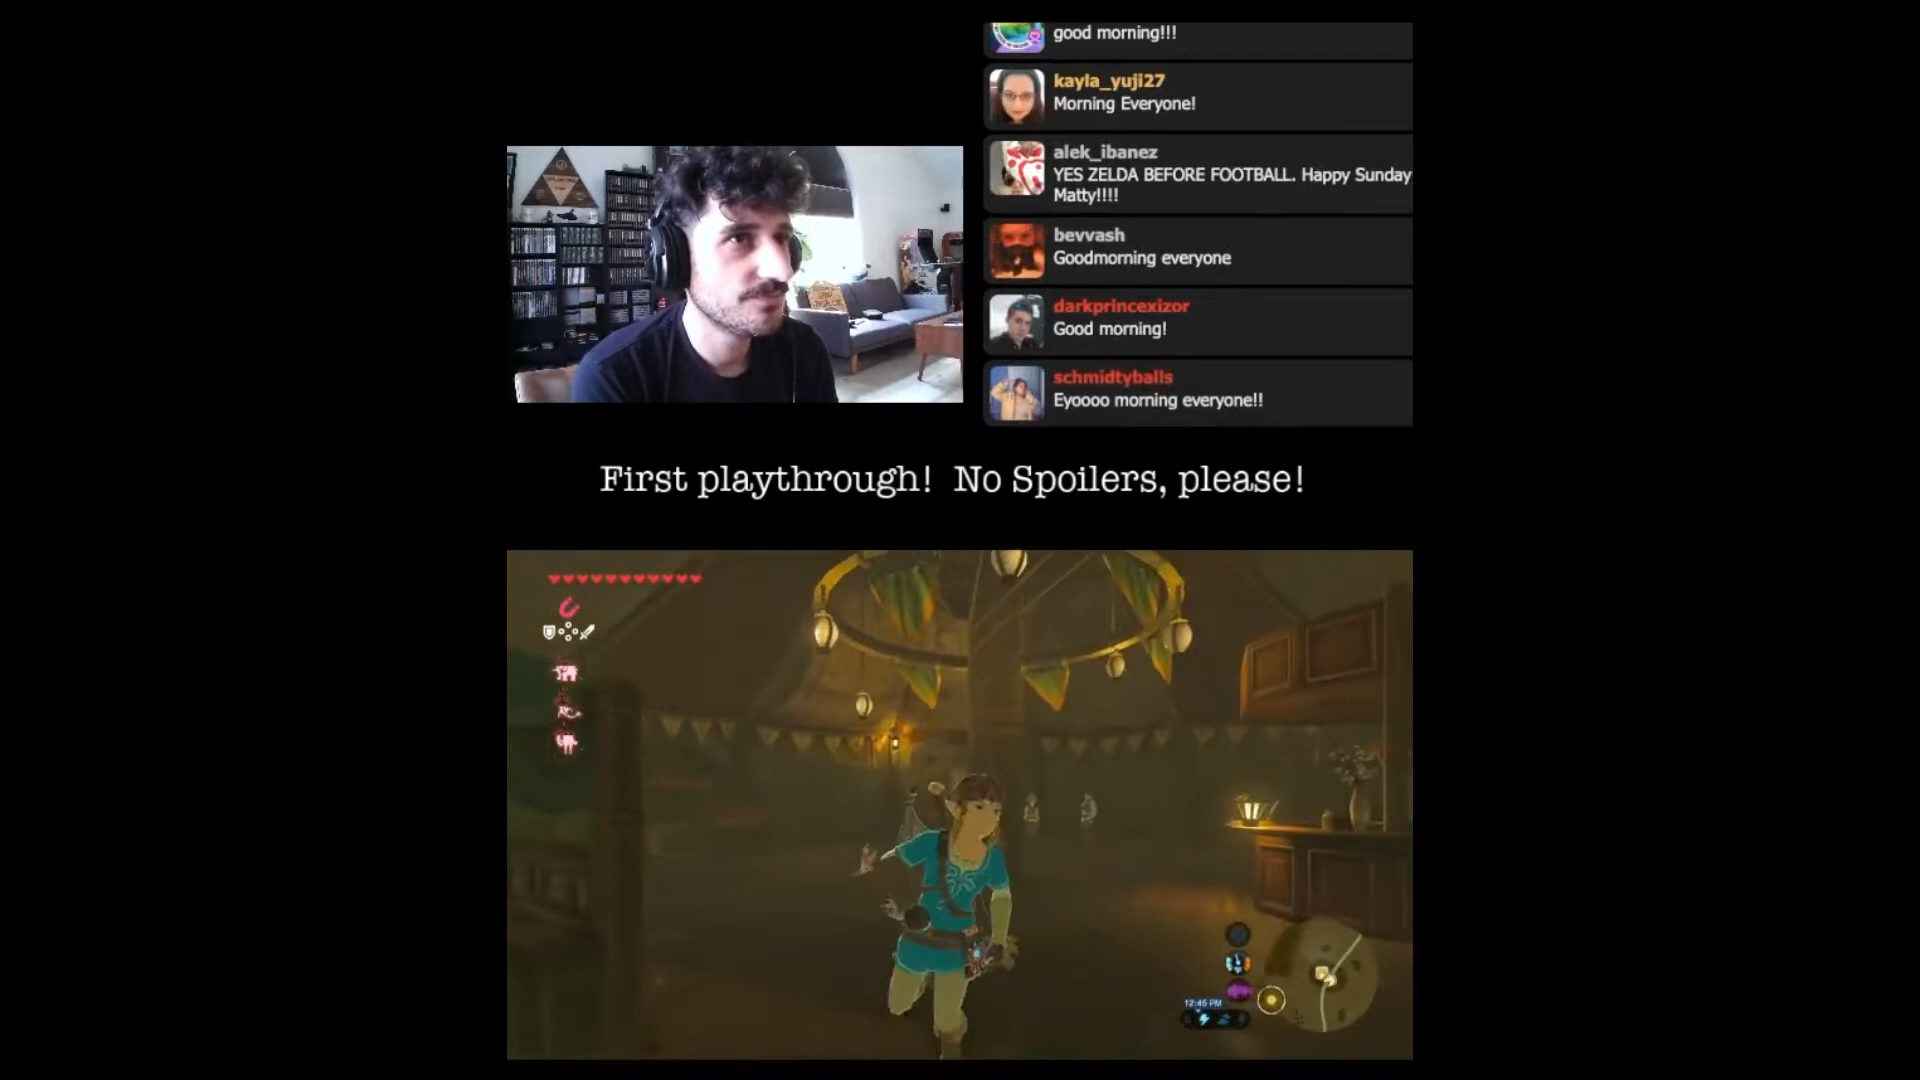 good morning!!!
kayla_yuji27
Morning Everyone!
alek_ibanez
YES ZELDA BEFORE FOOTBALL. Happy Sunday
Matty!!!!
bevvash
Goodmorning everyone
darkprincexizor
Good morning!
schmidtyballs
Eyoooo morning everyone!!
First playthrough! No Spoilers, please!
12:45 PM